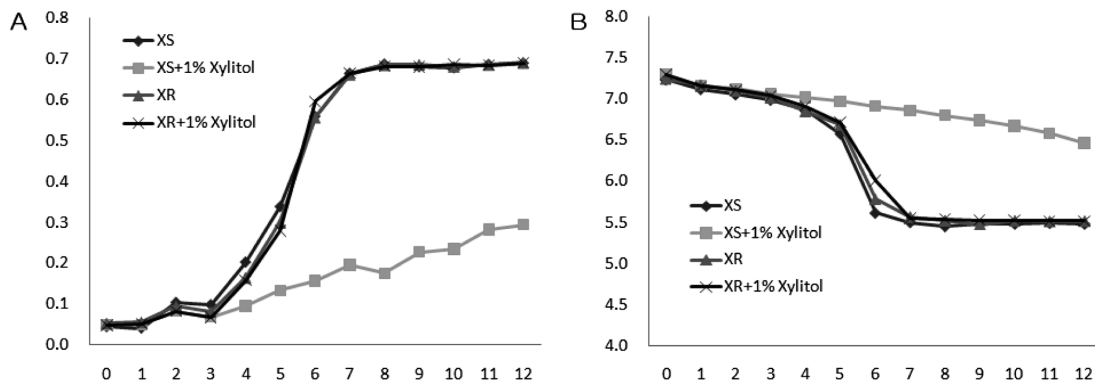 A
0.8
0.7
0.6
0.5
0.4
0.3
0.2
0.1
0.0
XS
XS+1% Xylitol
XR
XR+1% Xylitol
0 1 2 3 4 5 6 7 8 9 10 11 12
B
8.0
7.5
7.0
6.5
6.0
5.5
5.0
4.5
4.0
XS
XS+1% Xylitol
XR
XR+1% Xylitol
0 1 2 3 4 5 6 7 8 9 10 11 12